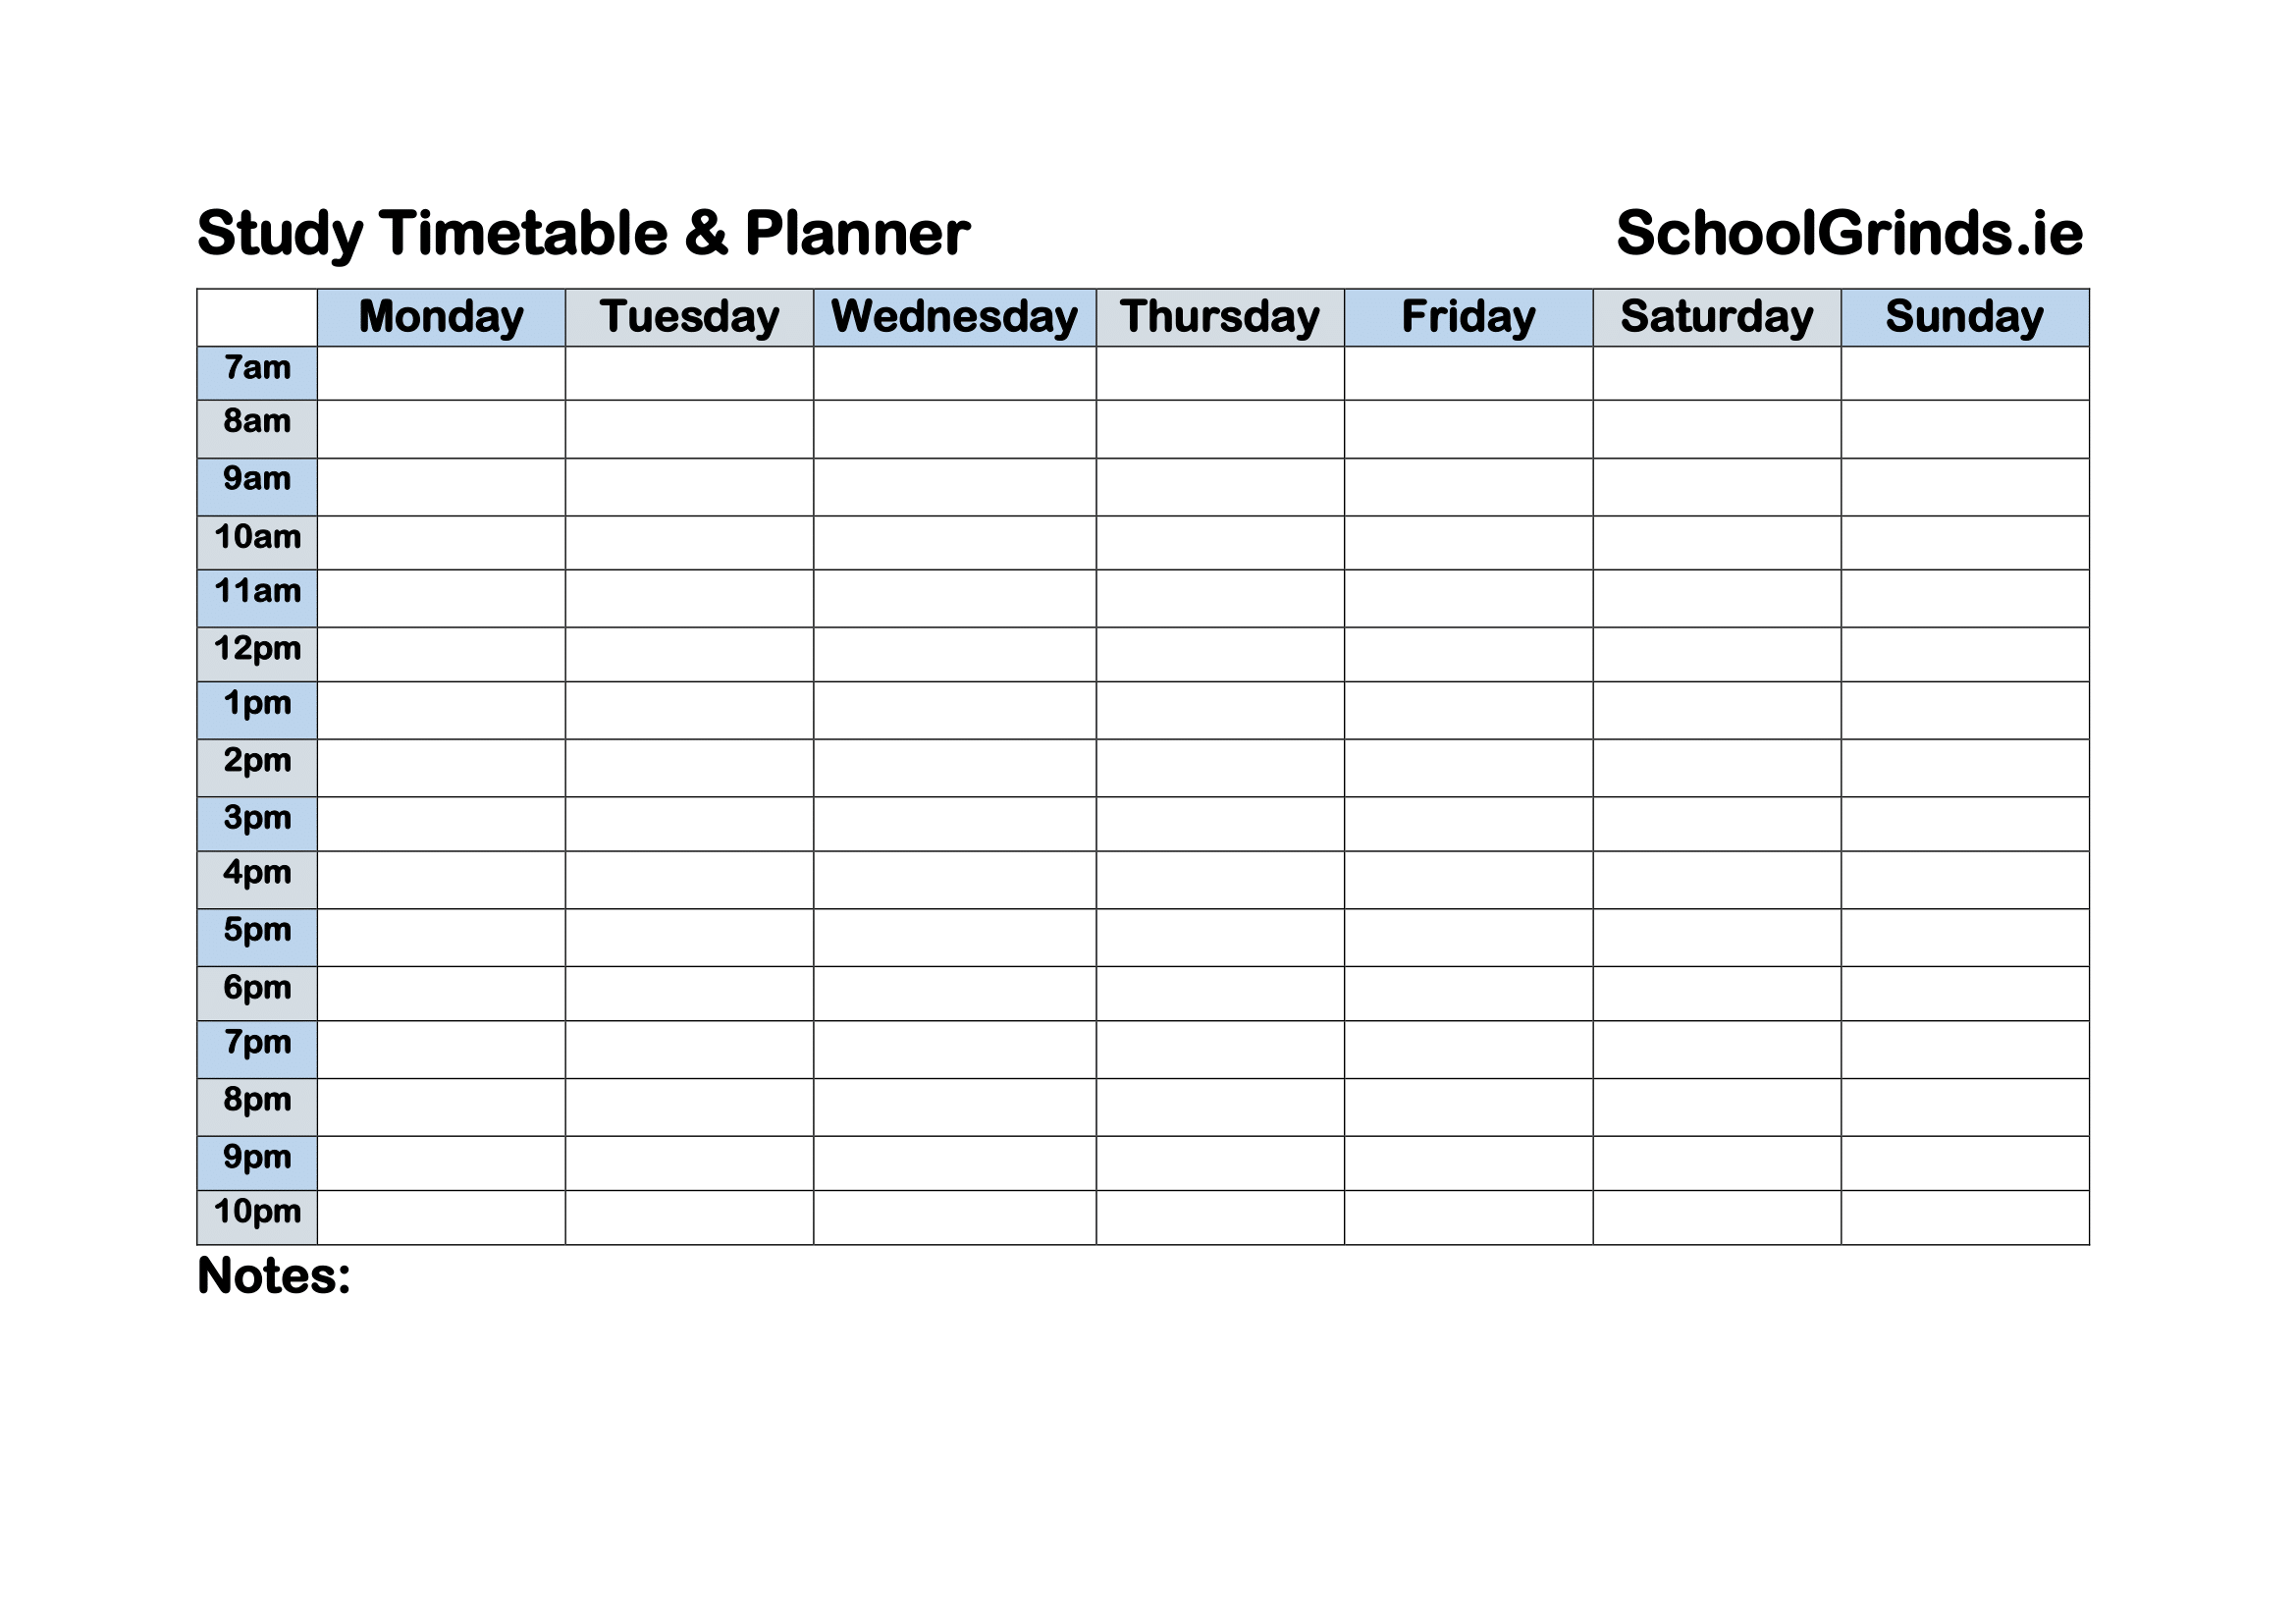 Study Timetable & Planner SchoolGrinds.ie
Monday Tuesday Wednesday Thursday Friday Saturday Sunday
7am
8am
9am
10am
11am
12pm
1pm
2pm
3pm
4pm
5pm
6pm
7pm
8pm
9pm
10pm
Notes: